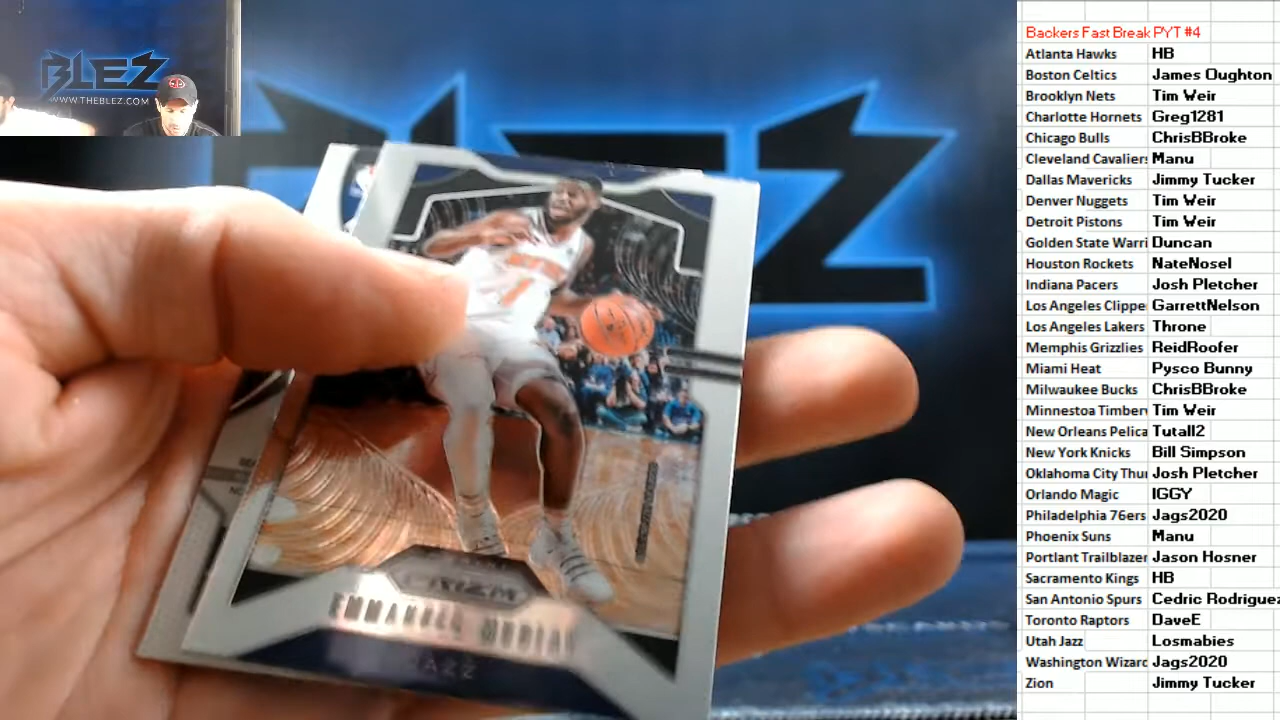 BLEZ
WWW.THEBLEZ.COM
PRIZM
EMMANUEL MUDIAY
JAZZ
Backers Fast Break PYT #4
Atlanta Hawks HB
Boston Celtics James Oughton
Brooklyn Nets Tim Weir
Charlotte Hornets Greg1281
Chicago Bulls ChrisBBroke
Cleveland Cavaliers Manu
Dallas Mavericks Jimmy Tucker
Denver Nuggets Tim Weir
Detroit Pistons Tim Weir
Golden State Warri Duncan
Houston Rockets NateNosel
Indiana Pacers Josh Pletcher
Los Angeles Clippe GarrettNelson
Los Angeles Lakers Throne
Memphis Grizzlies ReidRoofer
Miami Heat Pysco Bunny
Milwaukee Bucks ChrisBBroke
Minnestoa Timberv Tim Weir
New Orleans Pelica Tutall2
New York Knicks Bill Simpson
Oklahoma City Thu Josh Pletcher
Orlando Magic IGGY
Philadelphia 76ers Jags2020
Phoenix Suns Manu
Portlant Trailblazer Jason Hosner
Sacramento Kings HB
San Antonio Spurs Cedric Rodriguez
Toronto Raptors DaveE
Utah Jazz Losmabies
Washington Wizard Jags2020
Zion Jimmy Tucker